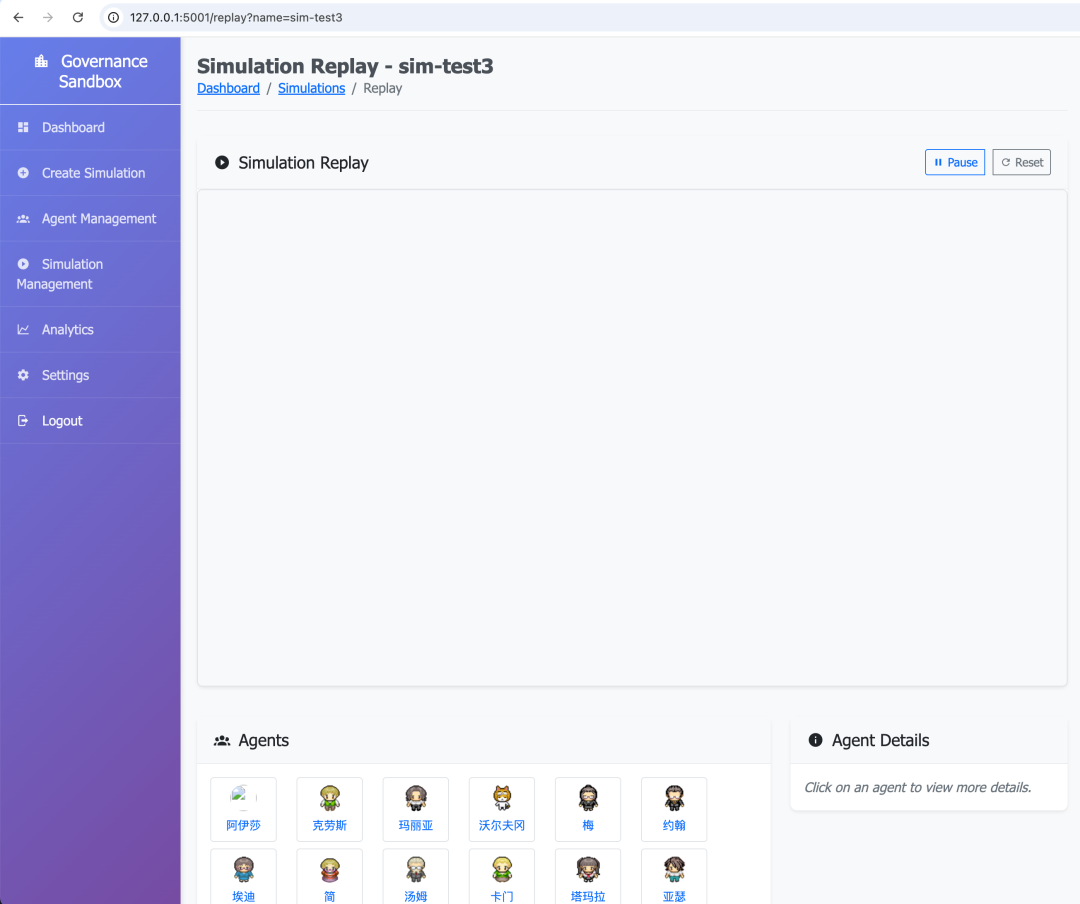 127.0.0.1:5001/replay?name=sim-test3
Governance
Sandbox
Dashboard
Create Simulation
Agent Management
Simulation
Management
Analytics
Settings
Logout
Simulation Replay - sim-test3
Dashboard / Simulations / Replay
Simulation Replay
Pause
Reset
Agents
阿伊莎
克劳斯
玛丽亚
沃尔夫冈
梅
约翰
埃迪
简
汤姆
卡门
塔玛拉
亚瑟
Agent Details
Click on an agent to view more details.